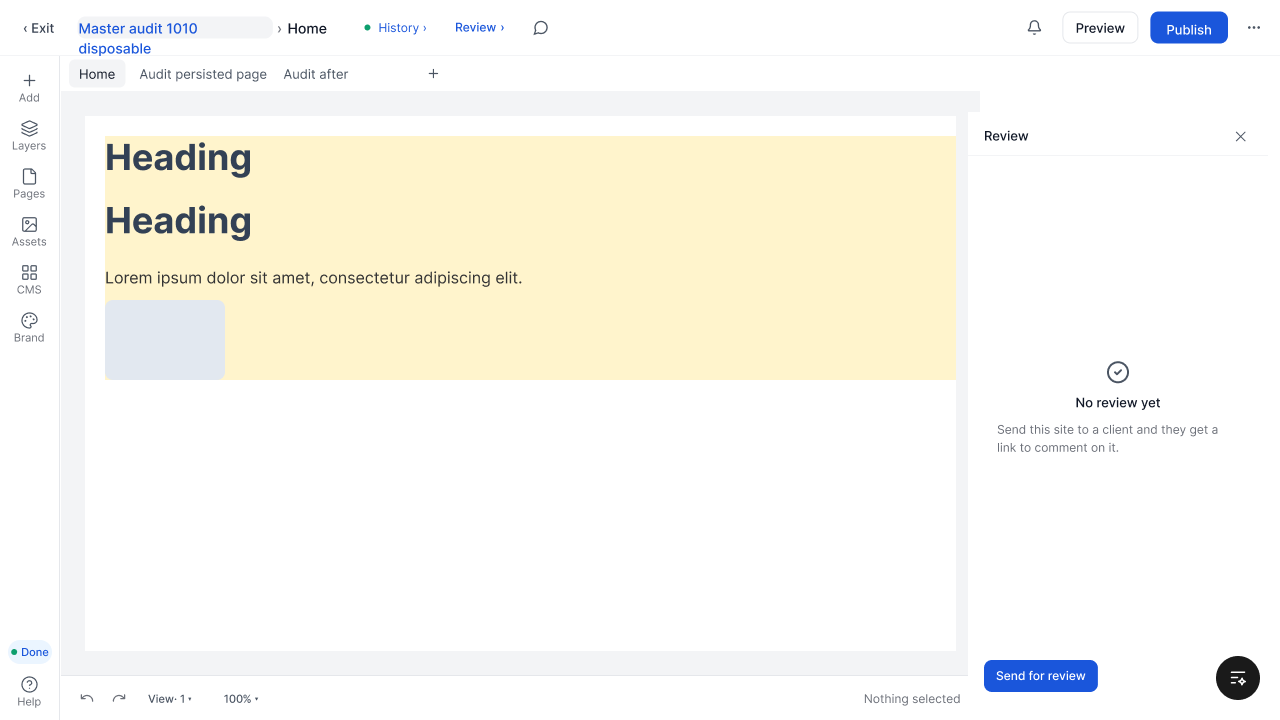 ‹ Exit
Master audit 1010
disposable
› Home
History ›
Review ›
Preview
Publish
Home
Audit persisted page
Audit after
Add
Layers
Pages
Assets
CMS
Brand
Heading
Heading
Lorem ipsum dolor sit amet, consectetur adipiscing elit.
Review
No review yet
Send this site to a client and they get a
link to comment on it.
Send for review
Done
Help
View· 1
100%
Nothing selected